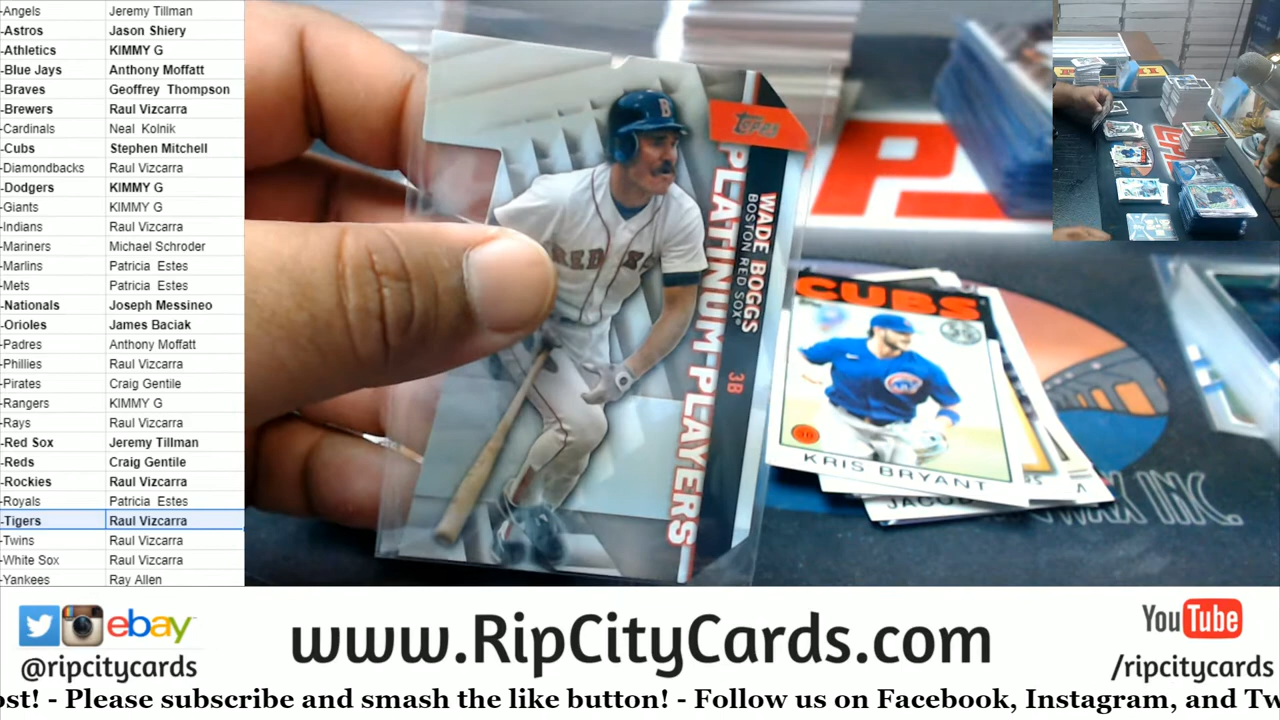 -Angels Jeremy Tillman
-Astros Jason Shiery
-Athletics KIMMY G
-Blue Jays Anthony Moffatt
-Braves Geoffrey Thompson
-Brewers Raul Vizcarra
-Cardinals Neal Kolnik
-Cubs Stephen Mitchell
-Diamondbacks Raul Vizcarra
-Dodgers KIMMY G
-Giants KIMMY G
-Indians Raul Vizcarra
-Mariners Michael Schroder
-Marlins Patricia Estes
-Mets Patricia Estes
-Nationals Joseph Messineo
-Orioles James Baciak
-Padres Anthony Moffatt
-Phillies Raul Vizcarra
-Pirates Craig Gentile
-Rangers KIMMY G
-Rays Raul Vizcarra
-Red Sox Jeremy Tillman
-Reds Craig Gentile
-Rockies Raul Vizcarra
-Royals Patricia Estes
-Tigers Raul Vizcarra
-Twins Raul Vizcarra
-White Sox Raul Vizcarra
-Yankees Ray Allen
B
Topps
WADE BOGGS
BOSTON RED SOX®
3B
PLATINUM PLAYERS
CUBS
KRIS BRYANT
JACO
WAX INC.
ebay
@ripcitycards
www.RipCityCards.com
YouTube
/ripcitycards
ost! - Please subscribe and smash the like button! - Follow us on Facebook, Instagram, and Tw